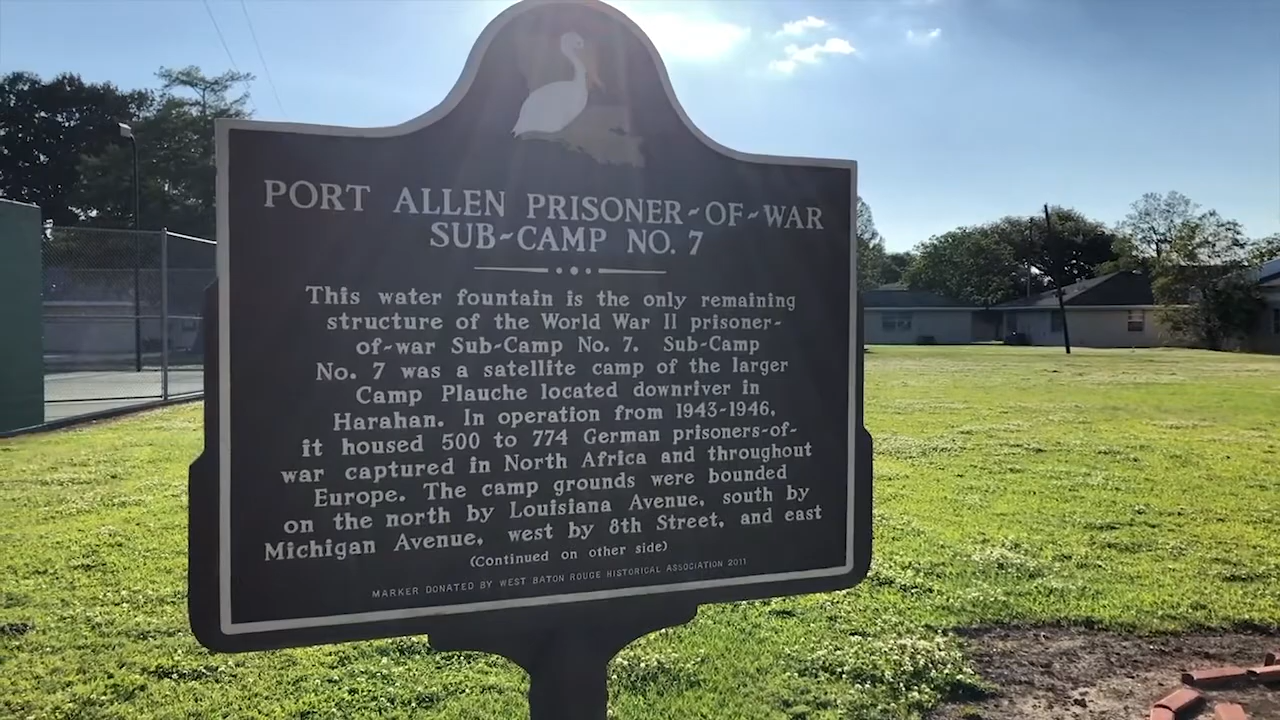 PORT ALLEN PRISONER-OF-WAR
SUB-CAMP NO. 7
This water fountain is the only remaining
structure of the World War II prisoner-
of-war Sub-Camp No. 7. Sub-Camp
No. 7 was a satellite camp of the larger
Camp Plauche located downriver in
Harahan. In operation from 1943-1946,
it housed 500 to 774 German prisoners-of-
war captured in North Africa and throughout
Europe. The camp grounds were bounded
on the north by Louisiana Avenue, south by
Michigan Avenue, west by 8th Street, and east
(Continued on other side)
MARKER DONATED BY WEST BATON ROUGE HISTORICAL ASSOCIATION 2011